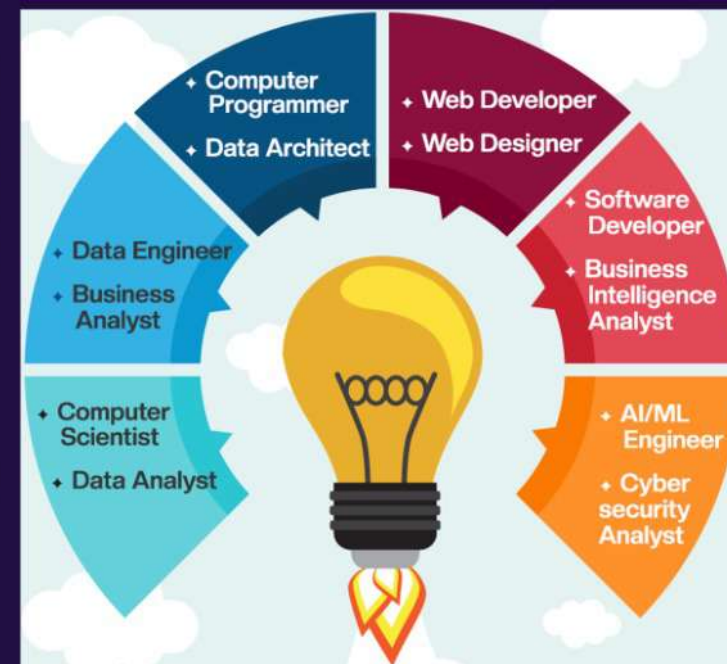 ✦ Computer
Programmer
✦ Data Architect
✦ Web Developer
✦ Web Designer
✦ Data Engineer
✦ Business
Analyst
✦ Software
Developer
✦ Business
Intelligence
Analyst
✦ Computer
Scientist
✦ Data Analyst
✦ AI/ML
Engineer
✦ Cyber
security
Analyst